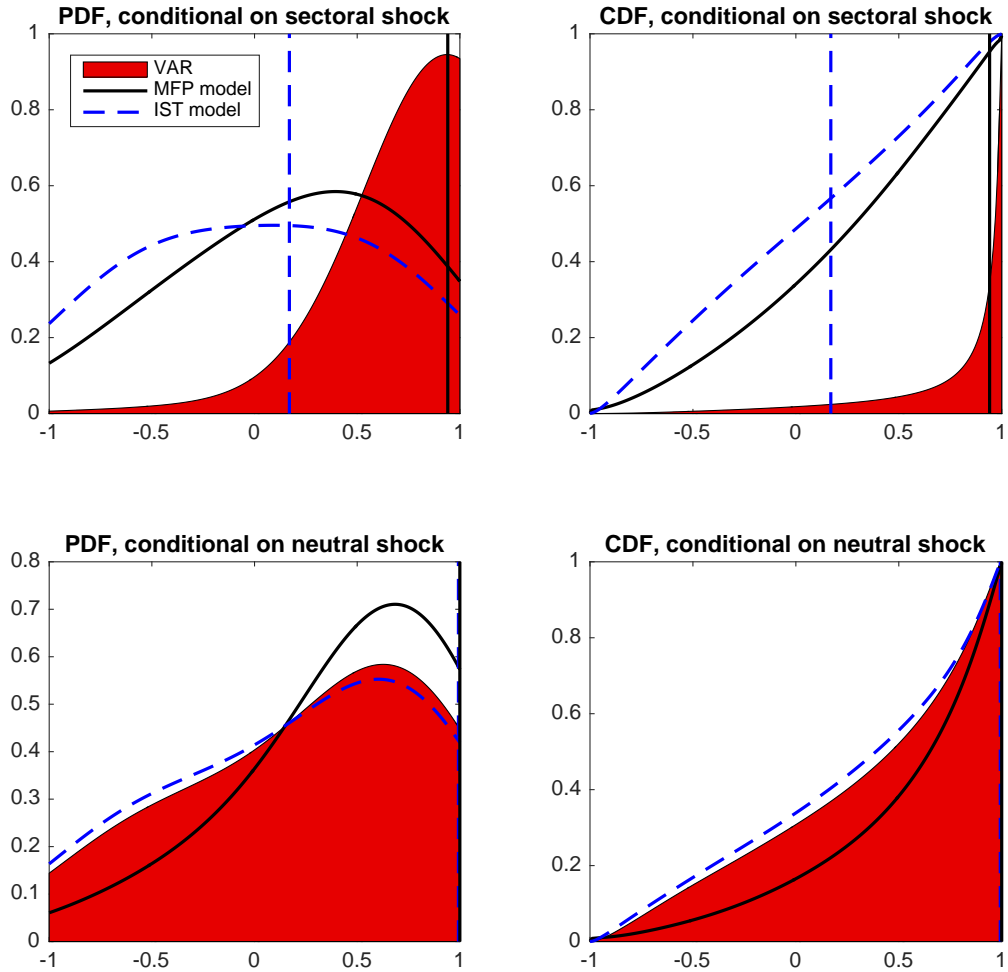 PDF, conditional on sectoral shock
1
0.8
0.6
0.4
0.2
0
-1 -0.5 0 0.5 1
VAR
MFP model
IST model
CDF, conditional on sectoral shock
1
0.8
0.6
0.4
0.2
0
-1 -0.5 0 0.5 1
PDF, conditional on neutral shock
0.8
0.7
0.6
0.5
0.4
0.3
0.2
0.1
0
-1 -0.5 0 0.5 1
CDF, conditional on neutral shock
1
0.8
0.6
0.4
0.2
0
-1 -0.5 0 0.5 1